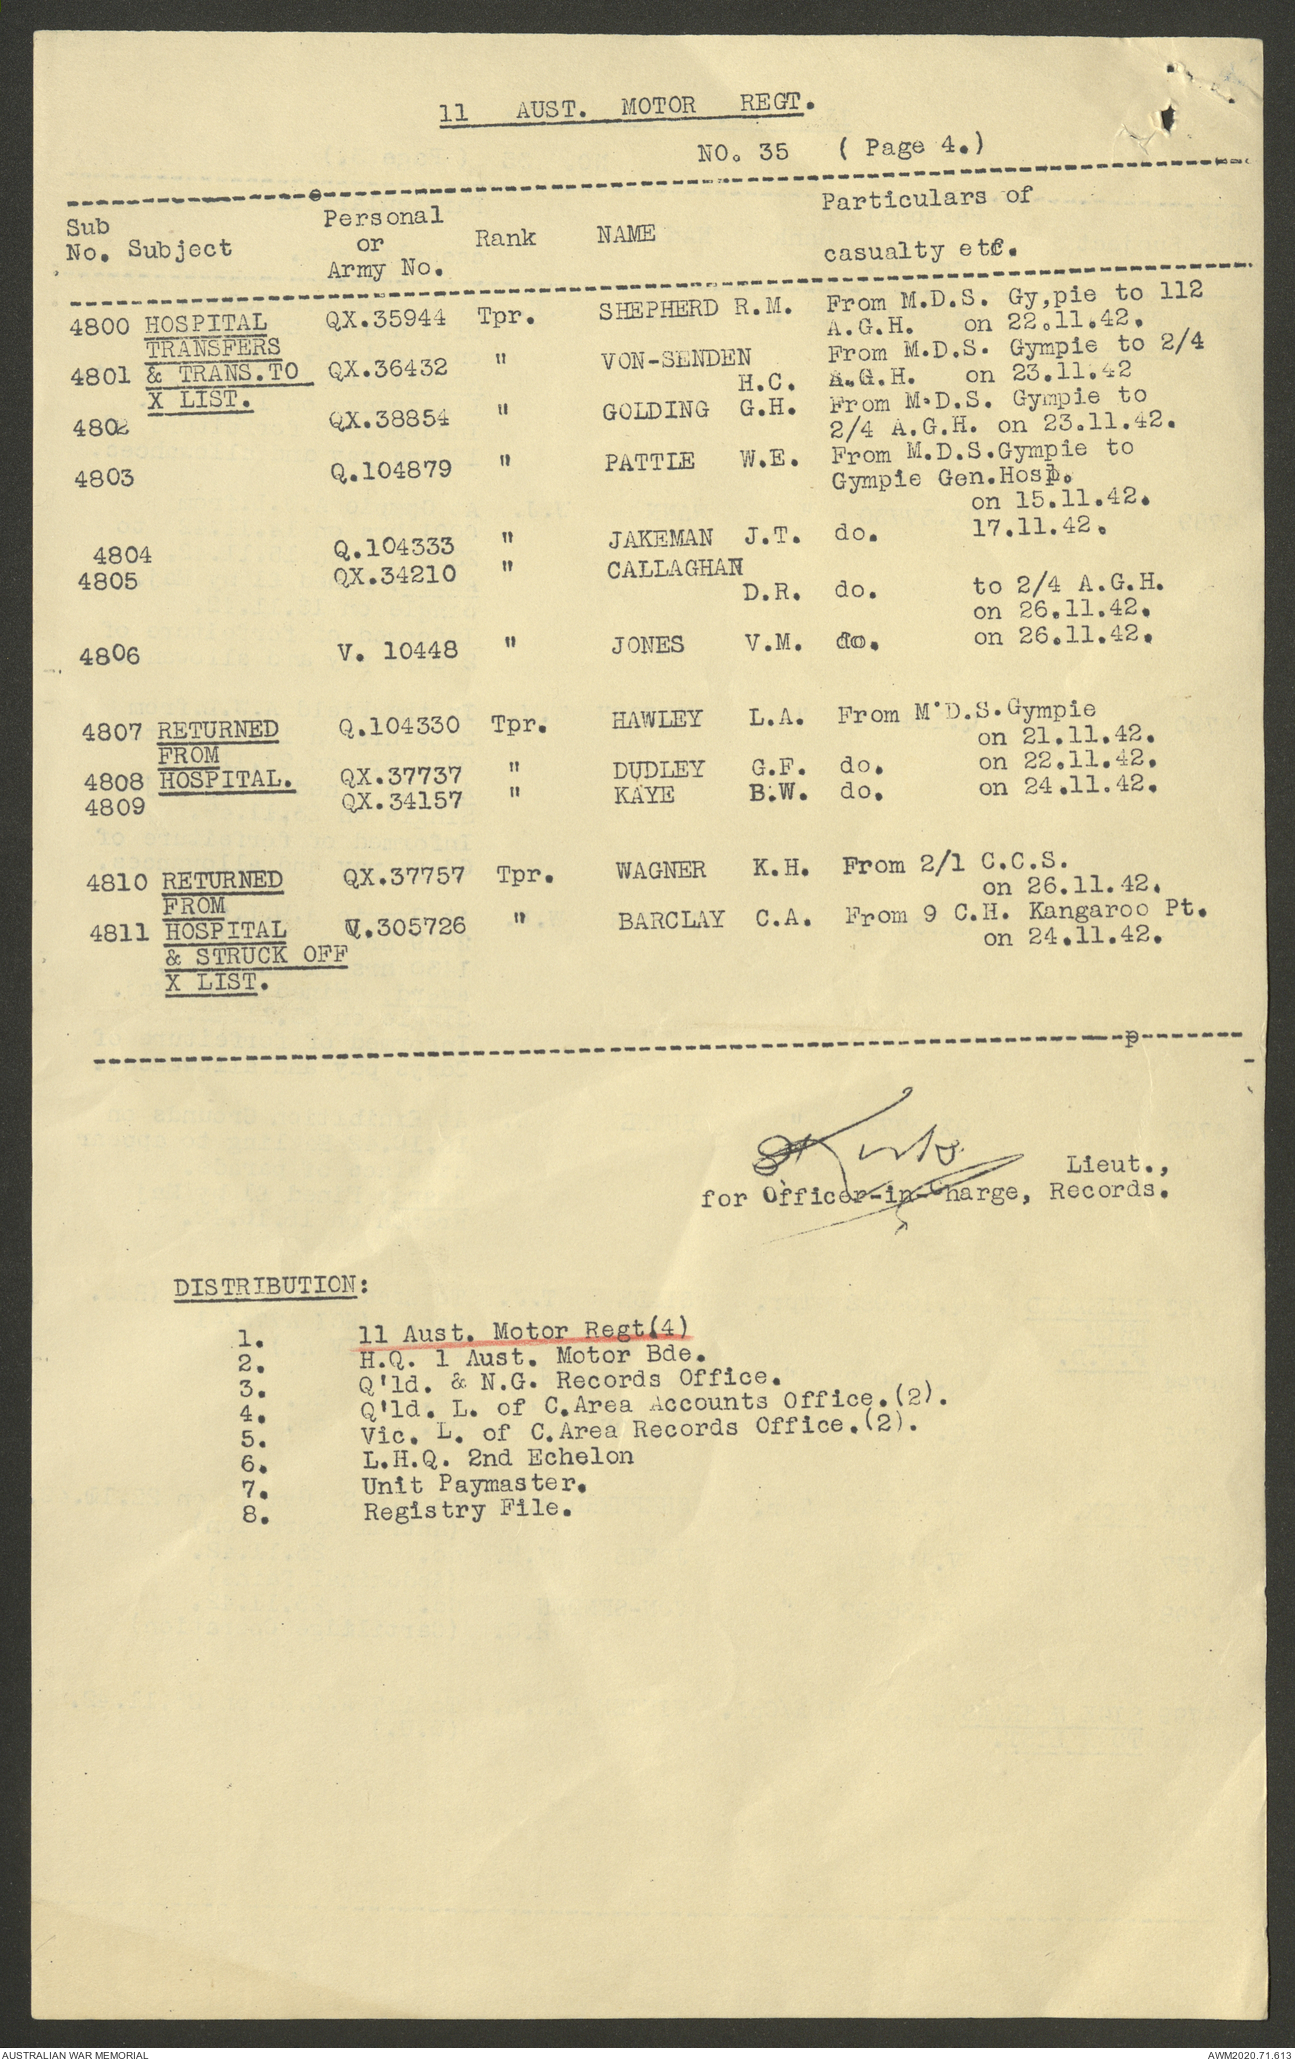 11 AUST. MOTOR REGT.
NO. 35 ( Page 4.)
Sub No. Subject Personal or Army No. Rank NAME Particulars of casualty etc.
4800 HOSPITAL QX.35944 Tpr. SHEPHERD R.M. From M.D.S. Gy,pie to 112
TRANSFERS A.G.H. on 22.11.42.
4801 & TRANS.TO QX.36432 " VON-SENDEN From M.D.S. Gympie to 2/4
X LIST. H.C. A.G.H. on 23.11.42
4802 QX.38854 " GOLDING G.H. From M.D.S. Gympie to
2/4 A.G.H. on 23.11.42.
4803 Q.104879 " PATTLE W.E. From M.D.S.Gympie to
Gympie Gen.Hosp.
on 15.11.42.
4804 Q.104333 " JAKEMAN J.T. do. 17.11.42.
4805 QX.34210 " CALLAGHAN
D.R. do. to 2/4 A.G.H.
on 26.11.42.
4806 V. 10448 " JONES V.M. do. on 26.11.42.
4807 RETURNED Q.104330 Tpr. HAWLEY L.A. From M.D.S.Gympie
FROM on 21.11.42.
4808 HOSPITAL. QX.37737 " DUDLEY G.F. do. on 22.11.42.
4809 QX.34157 " KAYE B.W. do. on 24.11.42.
4810 RETURNED QX.37757 Tpr. WAGNER K.H. From 2/1 C.C.S.
FROM on 26.11.42.
4811 HOSPITAL V.305726 " BARCLAY C.A. From 9 C.H. Kangaroo Pt.
& STRUCK OFF on 24.11.42.
X LIST.
Lieut.,
for Officer-in-Charge, Records.
DISTRIBUTION:
1. 11 Aust. Motor Regt.(4)
2. H.Q. 1 Aust. Motor Bde.
3. Q'ld. & N.G. Records Office.
4. Q'ld. L. of C.Area Accounts Office.(2).
5. Vic. L. of C.Area Records Office.(2).
6. L.H.Q. 2nd Echelon
7. Unit Paymaster.
8. Registry File.
AUSTRALIAN WAR MEMORIAL AWM2020.71.613